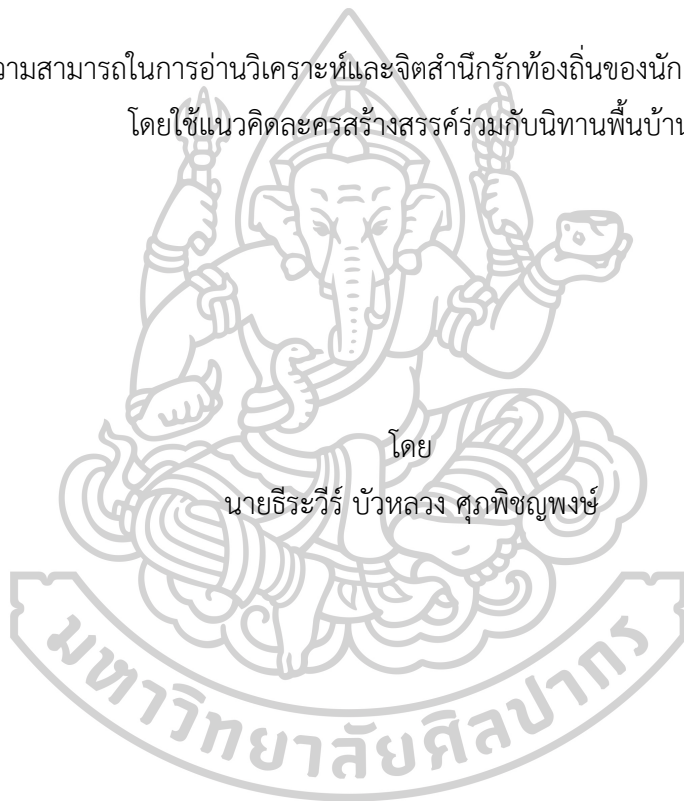 วามสามารถในการอ่านวิเคราะห์และจิตสำนึกรักท้องถิ่นของนัก
โดยใช้แนวคิดละครสร้างสรรค์ร่วมกับนิทานพื้นบ้าน
โดย
นายธีระวีร์ บัวหลวง ศุภพิชญพงษ์
มหาวิทยาลัยศิลปากร